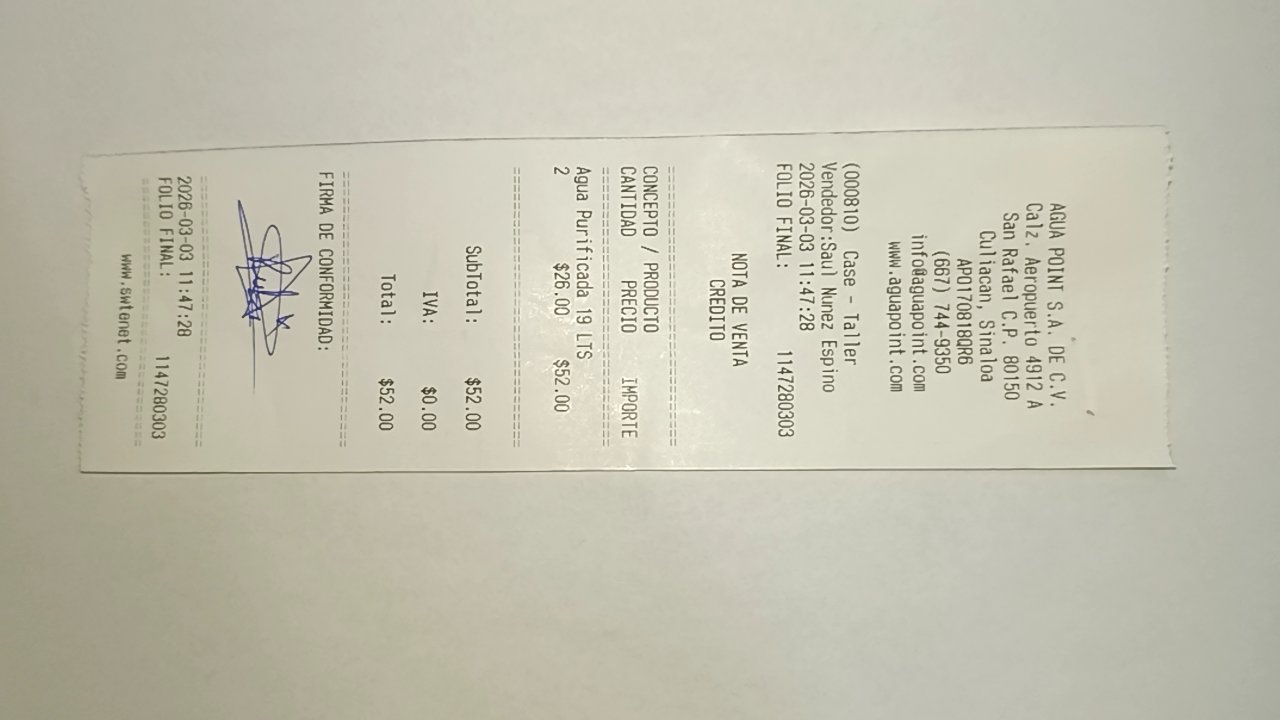 AGUA POINT S.A. DE C.V.
Calz. Aeropuerto 4912 A
San Rafael C.P. 80150
Culiacan, Sinaloa
APO170818QR6
(667) 744-9350
info@aguapoint.com
www.aguapoint.com
(000810) Case - Taller
Vendedor:Saul Nunez Espino
2026-03-03 11:47:28
FOLIO FINAL: 1147280303
NOTA DE VENTA
CREDITO
CONCEPTO / PRODUCTO
CANTIDAD PRECIO IMPORTE
Agua Purificada 19 LTS
2 $26.00 $52.00
SubTotal: $52.00
IVA: $0.00
Total: $52.00
FIRMA DE CONFORMIDAD:
2026-03-03 11:47:28
FOLIO FINAL: 1147280303
www.swtenet.com